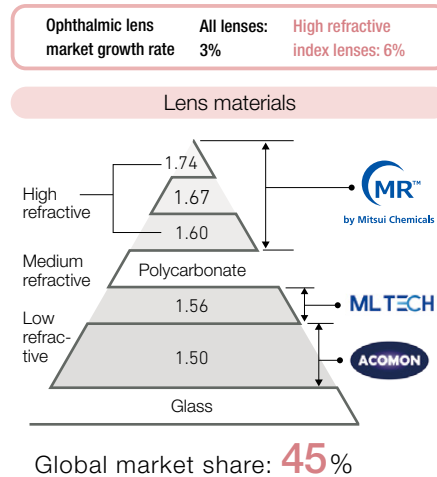 Ophthalmic lens
market growth rate
All lenses:
3%
High refractive
index lenses: 6%
Lens materials
High
refractive
Medium
refractive
Low
refrac-
tive
1.74
1.67
1.60
Polycarbonate
1.56
1.50
Glass
MR™
by Mitsui Chemicals
MLTECH
ACOMON
Global market share: 45%